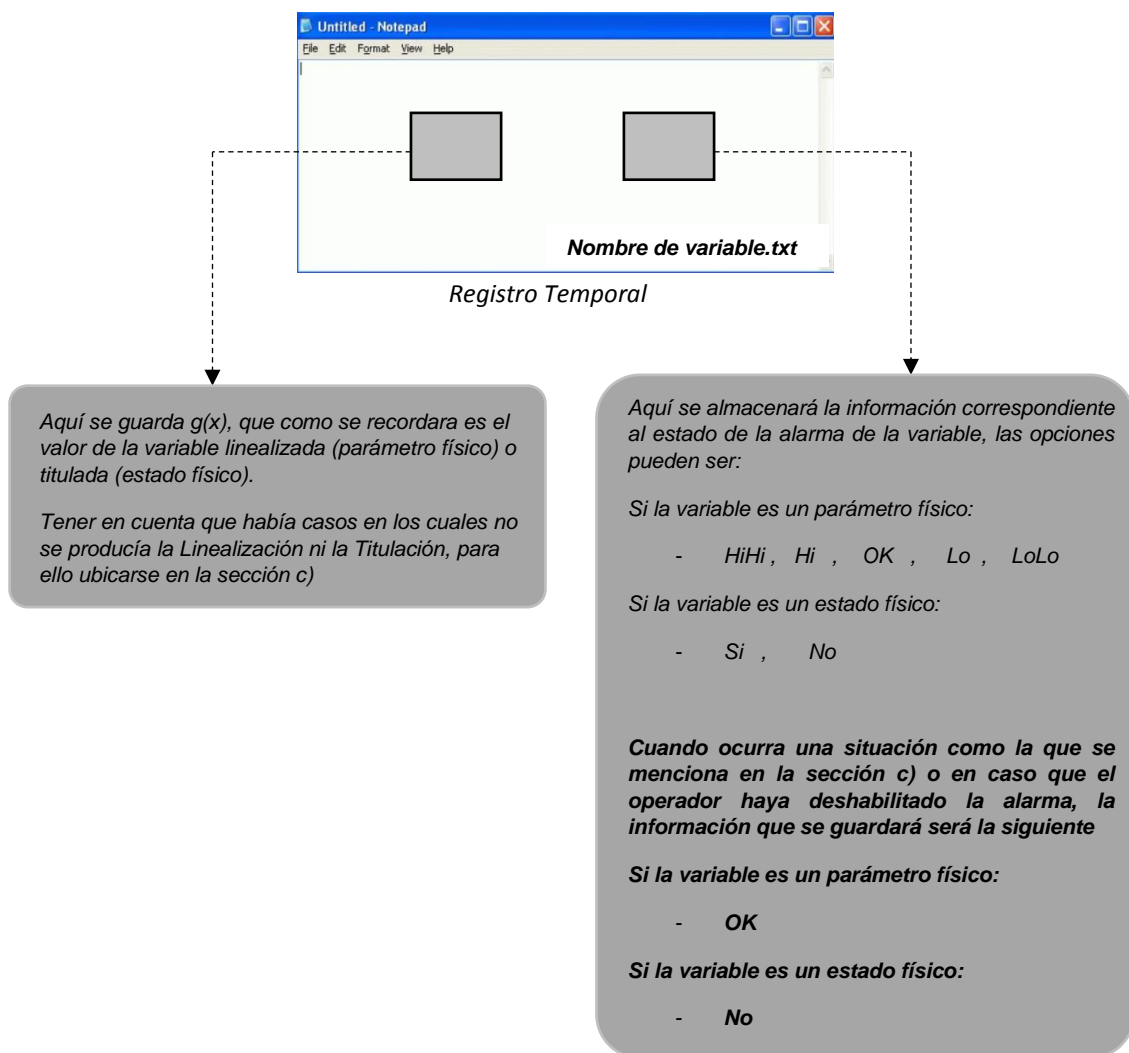 Untitled - Notepad
File Edit Format View Help
Nombre de variable.txt
Registro Temporal
Aquí se guarda g(x), que como se recordara es el
valor de la variable linealizada (parámetro físico) o
titulada (estado físico).
Tener en cuenta que había casos en los cuales no
se producía la Linealización ni la Titulación, para
ello ubicarse en la sección c)
Aquí se almacenará la información correspondiente
al estado de la alarma de la variable, las opciones
pueden ser:
Si la variable es un parámetro físico:
- HiHi , Hi , OK , Lo , LoLo
Si la variable es un estado físico:
- Si , No
Cuando ocurra una situación como la que se
menciona en la sección c) o en caso que el
operador haya deshabilitado la alarma, la
información que se guardará será la siguiente
Si la variable es un parámetro físico:
- OK
Si la variable es un estado físico:
- No